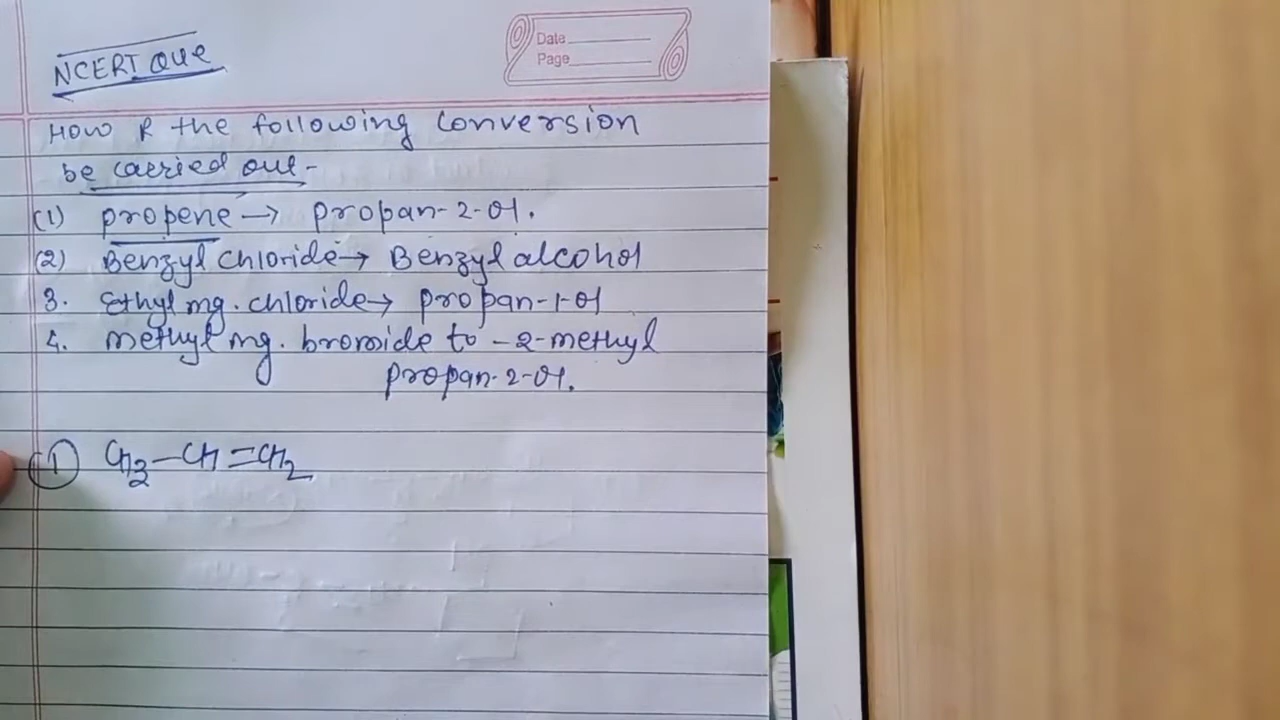 NCERT Que
Date
Page
How R the following conversion
be carried out-
(1) propene → propan-2-ol.
(2) Benzyl chloride → Benzyl alcohol
3. Ethyl mg. chloride → propan-1-ol
4. methyl mg. bromide to -2-methyl
propan-2-ol.
(1) CH3-CH=CH2